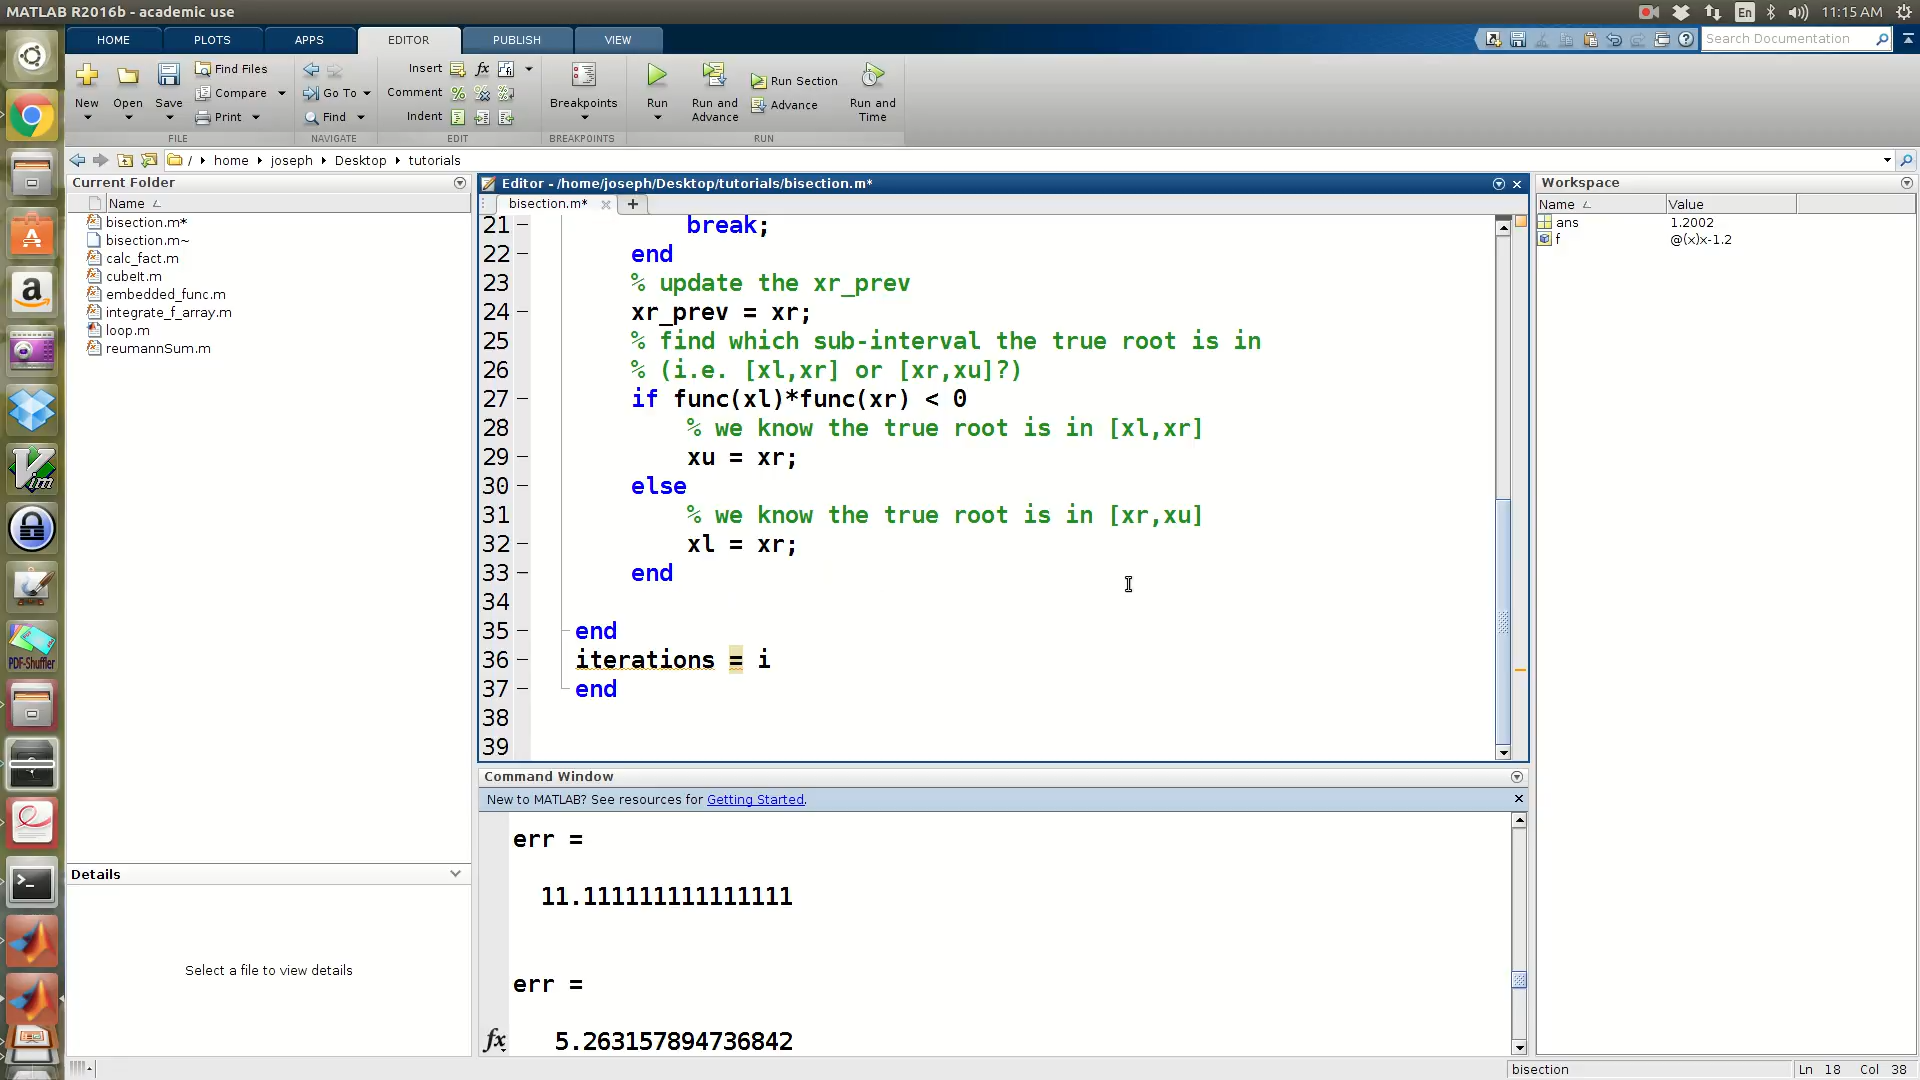 MATLAB R2016b - academic use
En
11:15 AM
HOME PLOTS APPS EDITOR PUBLISH VIEW
Search Documentation
New Open Save
Find Files
Compare
Print
FILE
Go To
Find
NAVIGATE
Insert
Comment
Indent
EDIT
Breakpoints
BREAKPOINTS
Run
Run and Advance
Run Section
Advance
Run and Time
RUN
/ home joseph Desktop tutorials
Current Folder
Name
bisection.m*
bisection.m~
calc_fact.m
cubeIt.m
embedded_func.m
integrate_f_array.m
loop.m
reumannSum.m
Details
Select a file to view details
Editor - /home/joseph/Desktop/tutorials/bisection.m*
bisection.m*
21 break;
22 end
23 % update the xr_prev
24 xr_prev = xr;
25 % find which sub-interval the true root is in
26 % (i.e. [xl,xr] or [xr,xu]?)
27 if func(xl)*func(xr) < 0
28 % we know the true root is in [xl,xr]
29 xu = xr;
30 else
31 % we know the true root is in [xr,xu]
32 xl = xr;
33 end
34
35 end
36 iterations = i
37 end
38
39
Command Window
New to MATLAB? See resources for Getting Started.
err =
11.111111111111111
err =
5.263157894736842
fx
Workspace
Name Value
ans 1.2002
f @(x)x-1.2
PDF-Shuffler
bisection
Ln 18 Col 38